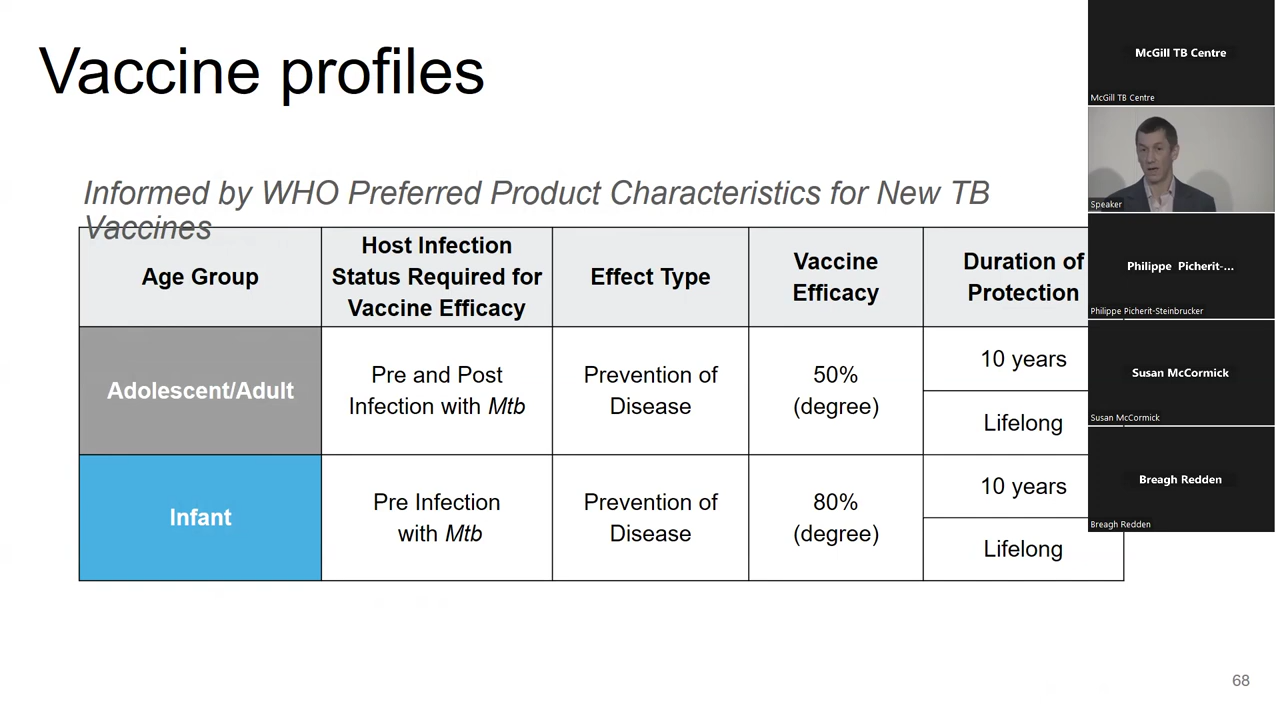 Vaccine profiles
Informed by WHO Preferred Product Characteristics for New TB
Vaccines
Age Group
Host Infection
Status Required for
Vaccine Efficacy
Effect Type
Vaccine
Efficacy
Duration of
Protection
Adolescent/Adult
Pre and Post
Infection with Mtb
Prevention of
Disease
50%
(degree)
10 years
Lifelong
Infant
Pre Infection
with Mtb
Prevention of
Disease
80%
(degree)
10 years
Lifelong
68
McGill TB Centre
McGill TB Centre
Speaker
Philippe Picherit-...
Philippe Picherit-Steinbrucker
Susan McCormick
Susan McCormick
Breagh Redden
Breagh Redden